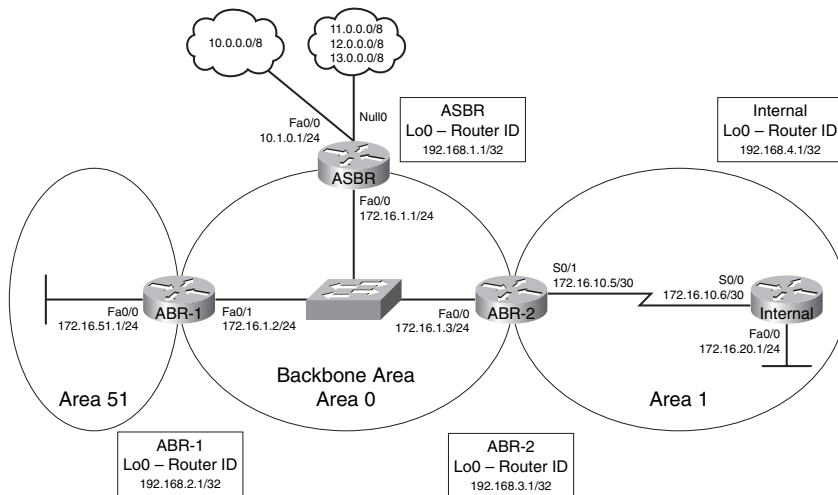 10.0.0.0/8
11.0.0.0/8
12.0.0.0/8
13.0.0.0/8
Fa0/0
10.1.0.1/24
Null0
ASBR
Lo0 – Router ID
192.168.1.1/32
Internal
Lo0 – Router ID
192.168.4.1/32
ASBR
Fa0/0
172.16.1.1/24
Fa0/0
172.16.51.1/24
ABR-1
Fa0/1
172.16.1.2/24
Fa0/0
172.16.1.3/24
ABR-2
S0/1
172.16.10.5/30
S0/0
172.16.10.6/30
Internal
Fa0/0
172.16.20.1/24
Area 51
Backbone Area
Area 0
Area 1
ABR-1
Lo0 – Router ID
192.168.2.1/32
ABR-2
Lo0 – Router ID
192.168.3.1/32